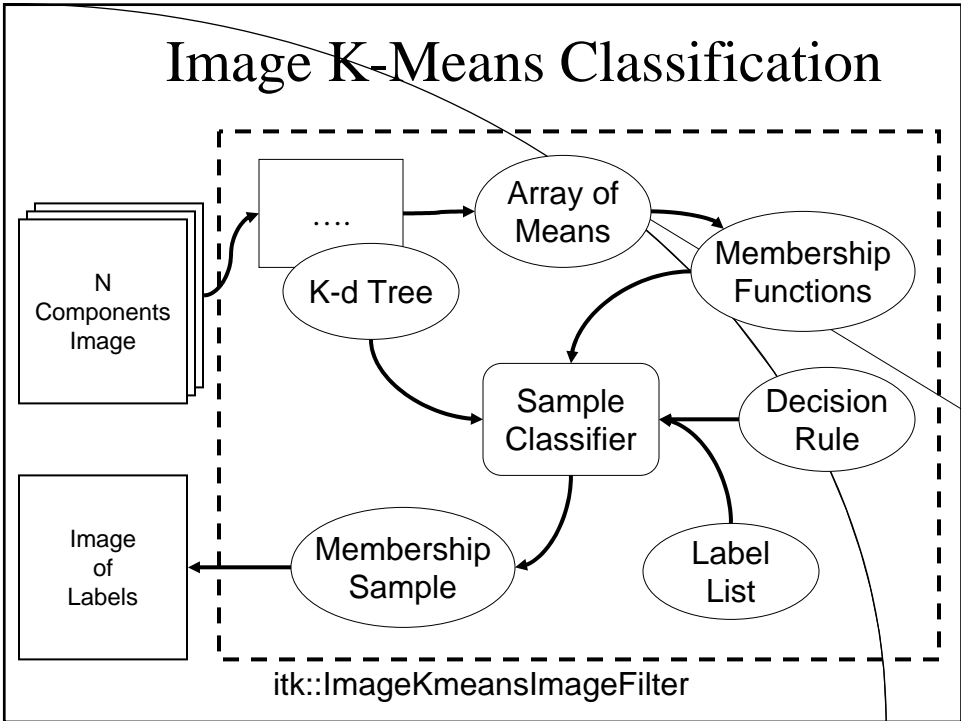 Image K-Means Classification
....
Array of
Means
N
Components
Image
K-d Tree
Membership
Functions
Sample
Classifier
Decision
Rule
Image
of
Labels
Membership
Sample
Label
List
itk::ImageKmeansImageFilter